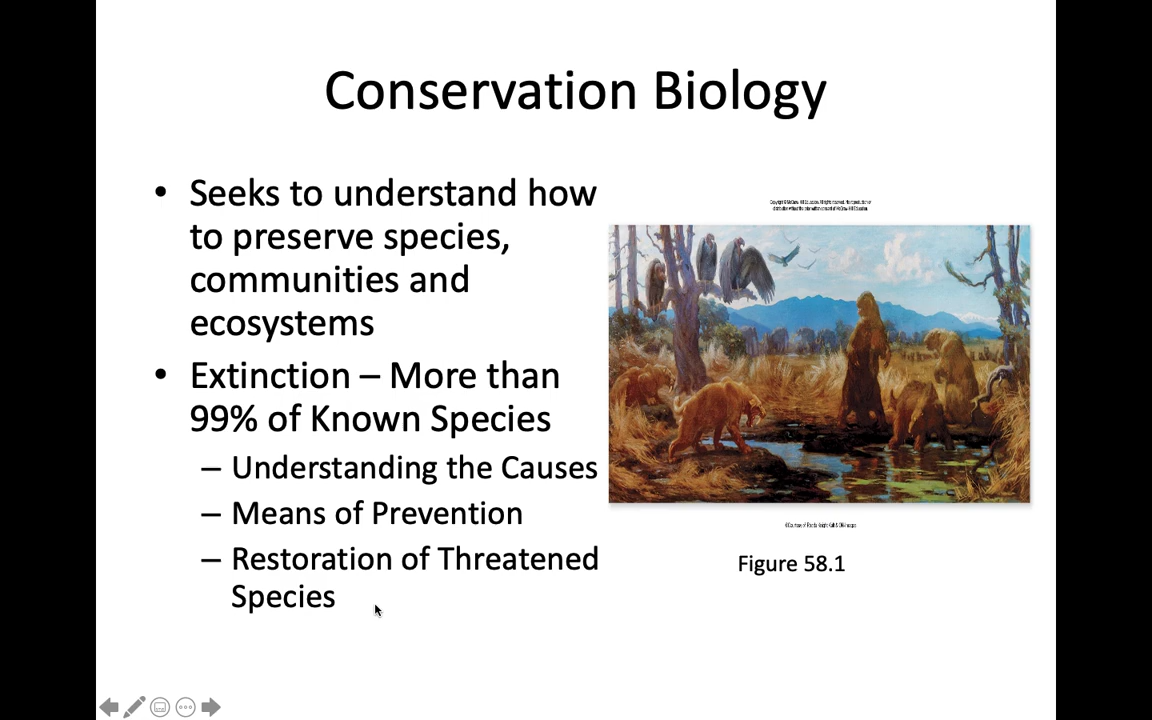 Conservation Biology
• Seeks to understand how
to preserve species,
communities and
ecosystems
• Extinction – More than
99% of Known Species
– Understanding the Causes
– Means of Prevention
– Restoration of Threatened
Species
Figure 58.1